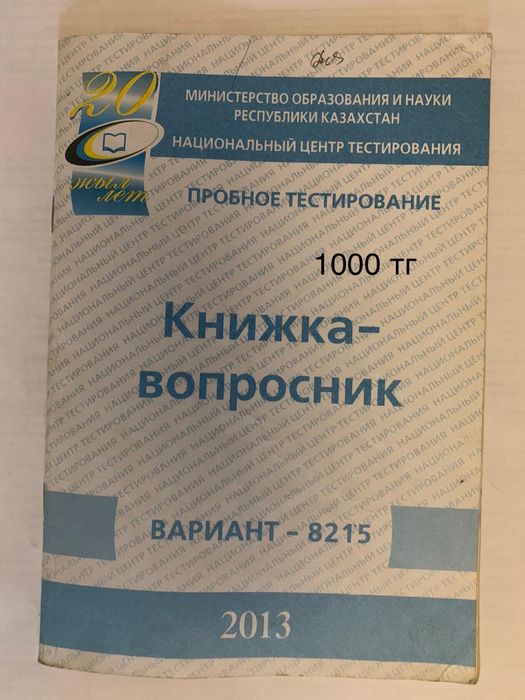 20
жыл
лет
МИНИСТЕРСТВО ОБРАЗОВАНИЯ И НАУКИ
РЕСПУБЛИКИ КАЗАХСТАН
НАЦИОНАЛЬНЫЙ ЦЕНТР ТЕСТИРОВАНИЯ
ПРОБНОЕ ТЕСТИРОВАНИЕ
1000 тг
Книжка-
вопросник
ВАРИАНТ - 8215
2013